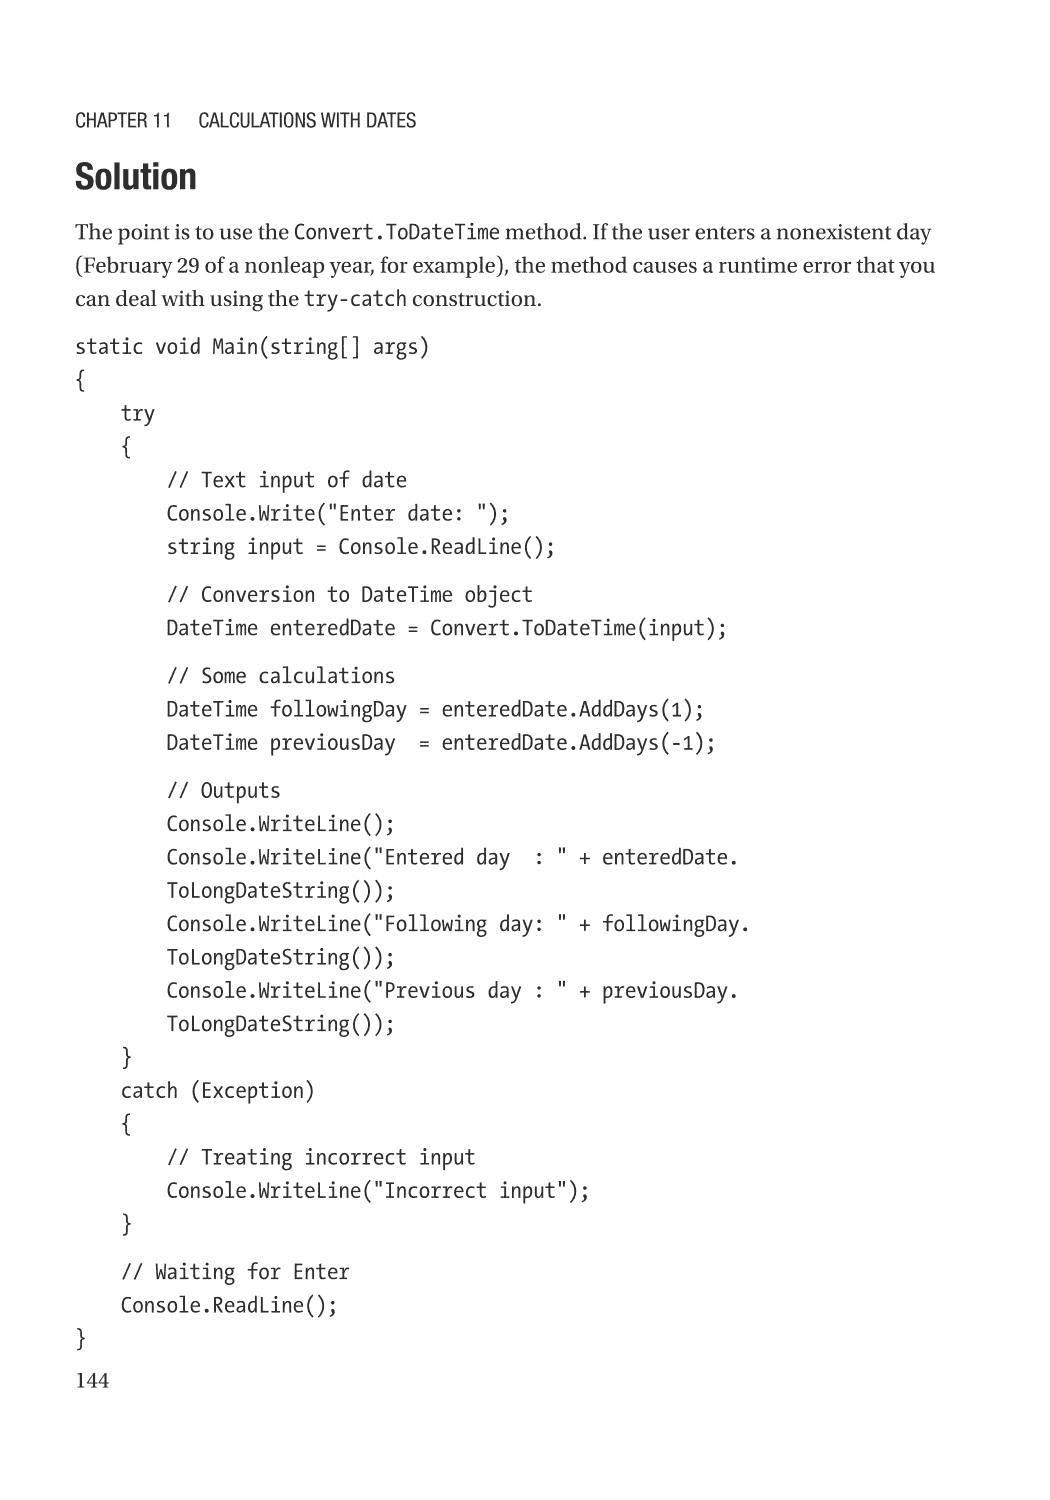 CHAPTER 11 CALCULATIONS WITH DATES
Solution
The point is to use the Convert.ToDateTime method. If the user enters a nonexistent day
(February 29 of a nonleap year, for example), the method causes a runtime error that you
can deal with using the try-catch construction.
static void Main(string[] args)
{
    try
    {
        // Text input of date
        Console.Write("Enter date: ");
        string input = Console.ReadLine();
        // Conversion to DateTime object
        DateTime enteredDate = Convert.ToDateTime(input);
        // Some calculations
        DateTime followingDay = enteredDate.AddDays(1);
        DateTime previousDay  = enteredDate.AddDays(-1);
        // Outputs
        Console.WriteLine();
        Console.WriteLine("Entered day  : " + enteredDate.
        ToLongDateString());
        Console.WriteLine("Following day: " + followingDay.
        ToLongDateString());
        Console.WriteLine("Previous day : " + previousDay.
        ToLongDateString());
    }
    catch (Exception)
    {
        // Treating incorrect input
        Console.WriteLine("Incorrect input");
    }
    // Waiting for Enter
    Console.ReadLine();
}
144